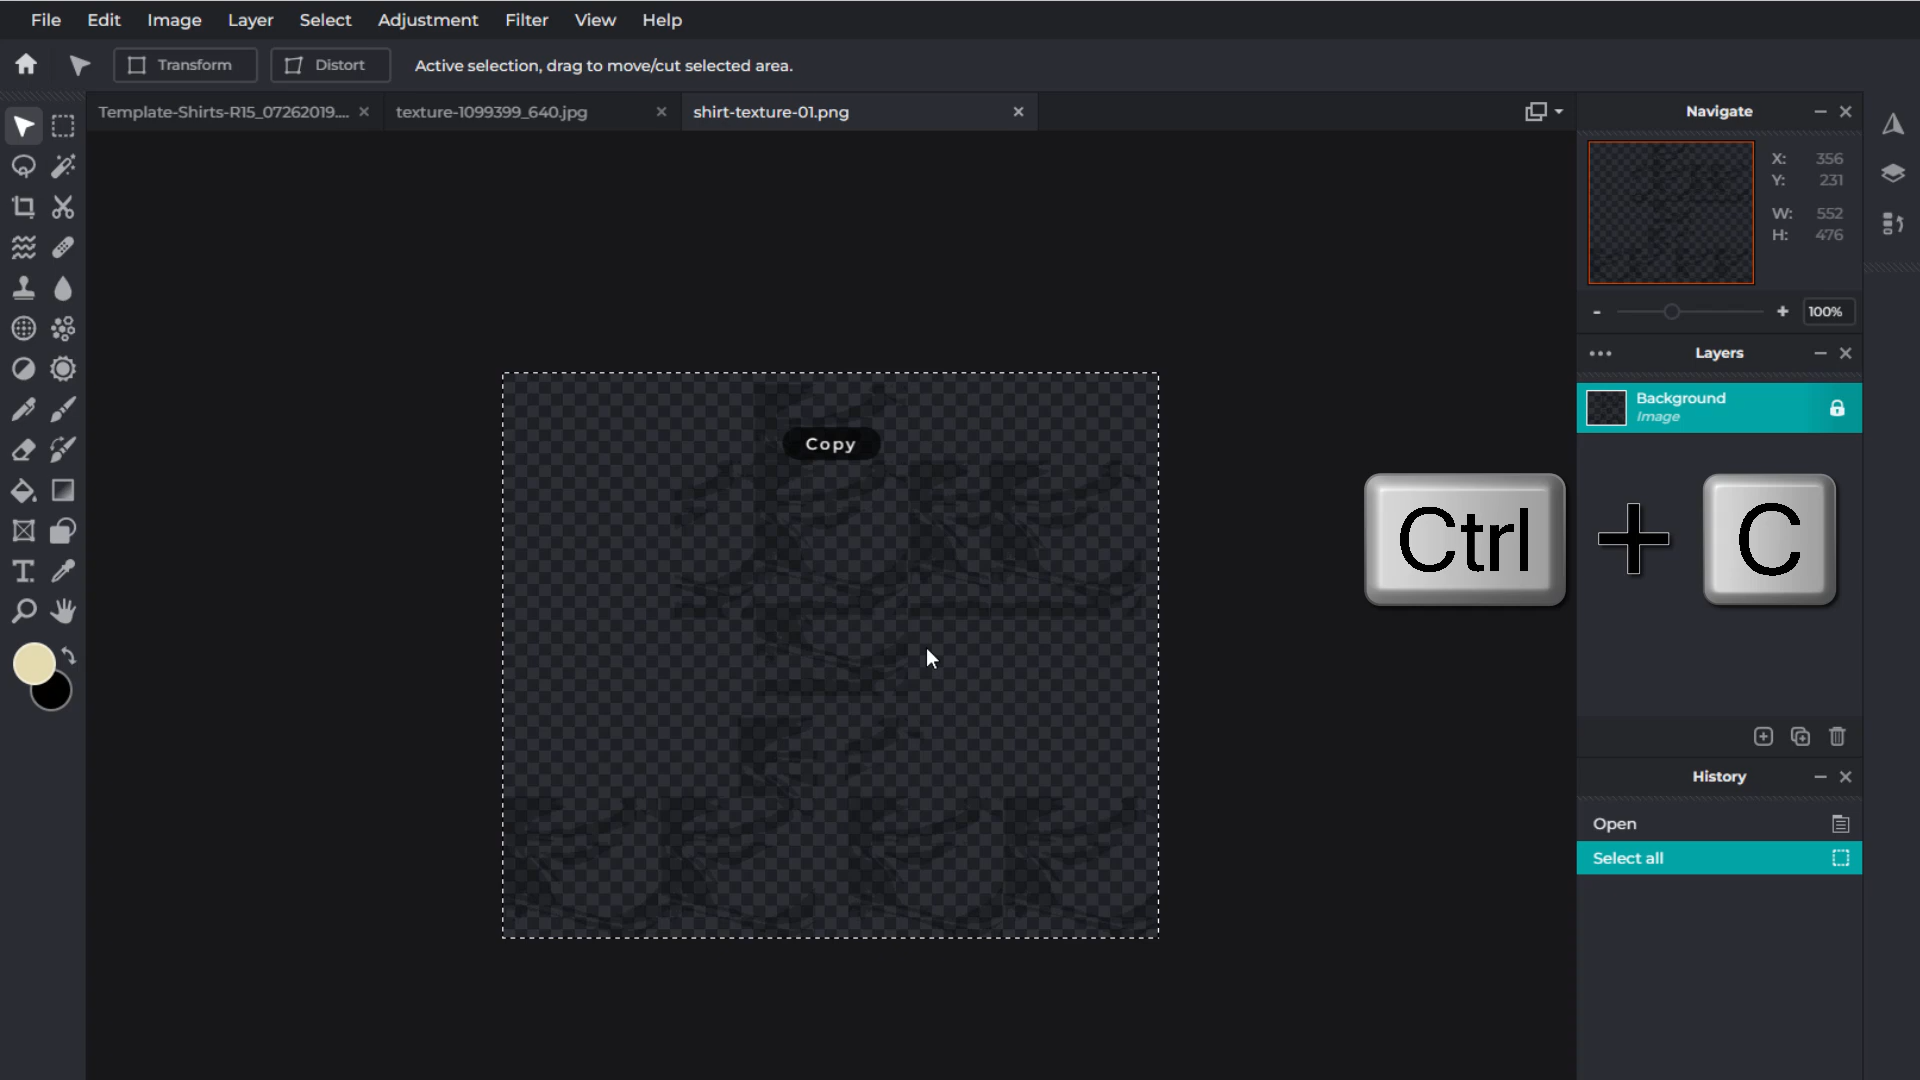 File Edit Image Layer Select Adjustment Filter View Help
Transform Distort Active selection, drag to move/cut selected area.
Template-Shirts-R15_07262019.... texture-1099399_640.jpg shirt-texture-01.png
Navigate
X: 356
Y: 231
W: 552
H: 476
- + 100%
Layers
Background
Image
Copy
Ctrl + C
T.
History
Open
Select all